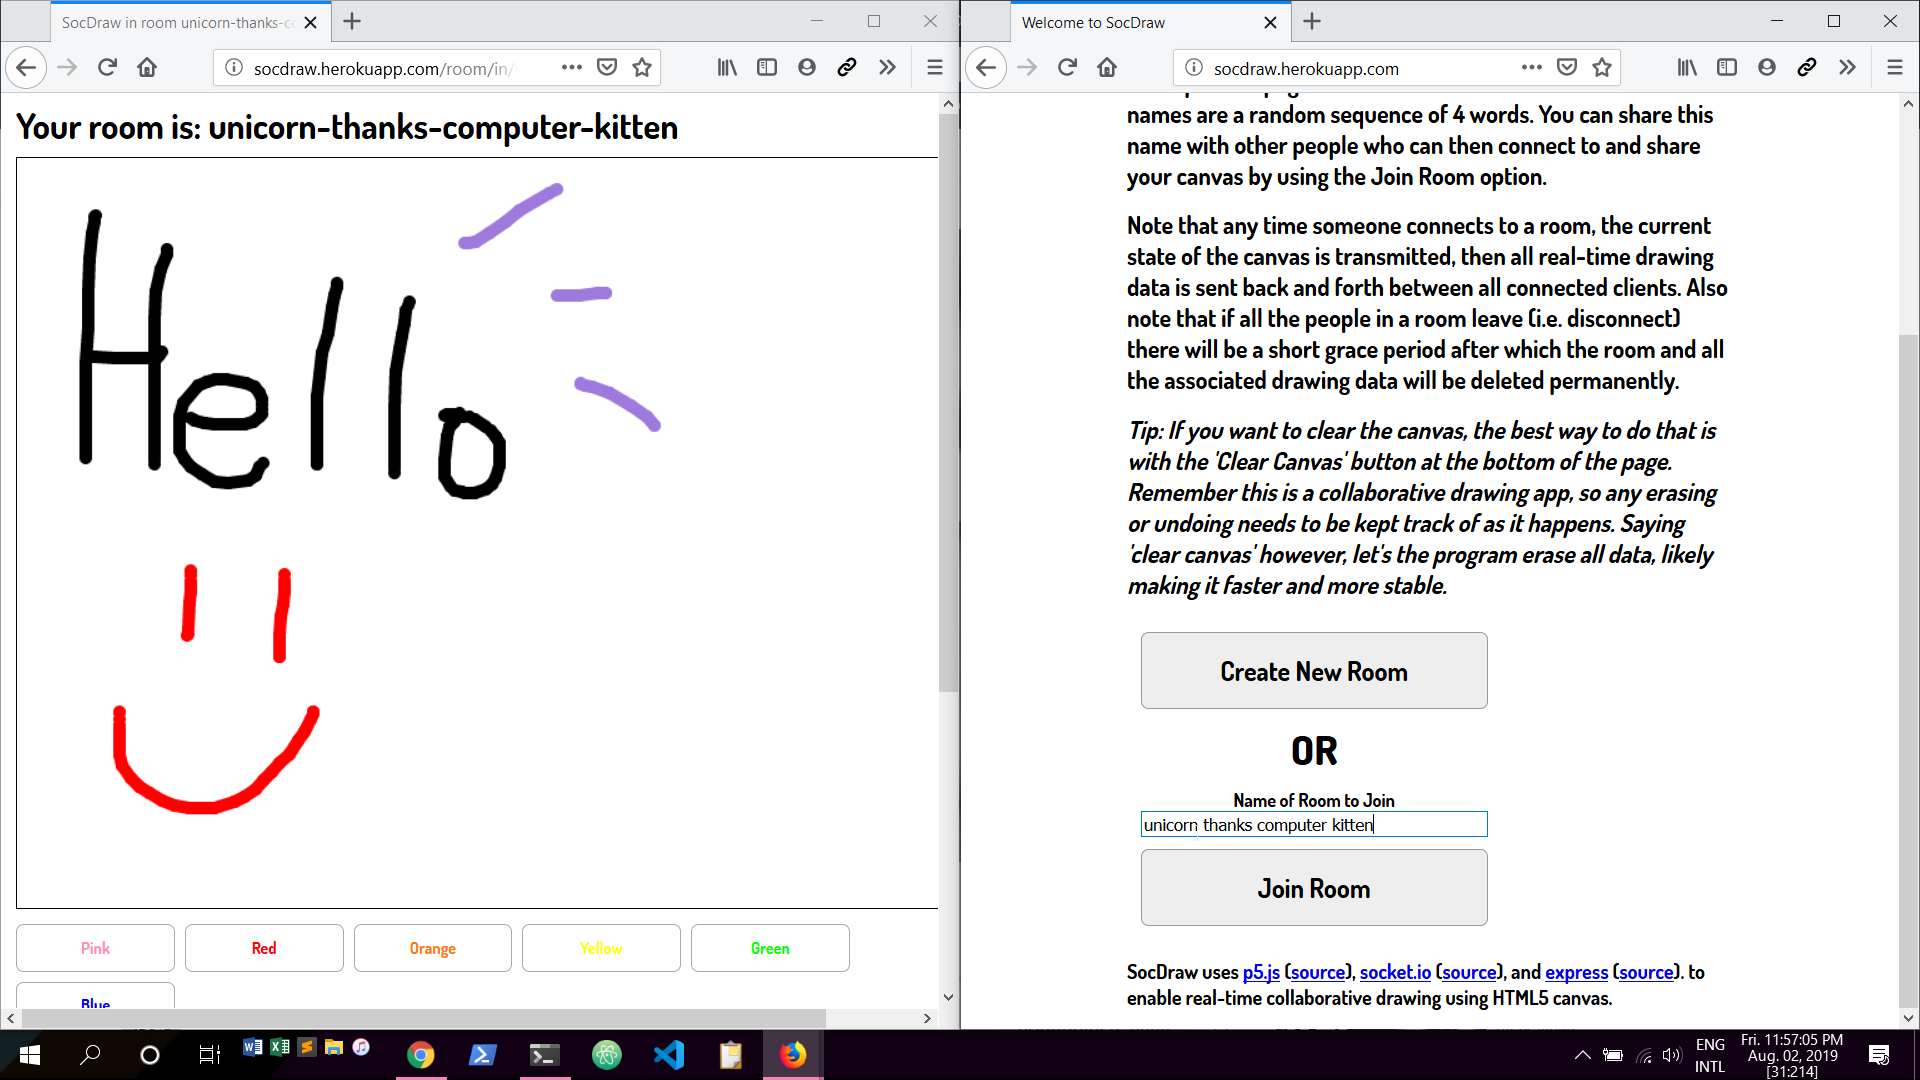 SocDraw in room unicorn-thanks-c
socdraw.herokuapp.com/room/in/
Your room is: unicorn-thanks-computer-kitten
Hello
Pink
Red
Orange
Yellow
Green
Blue
Welcome to SocDraw
socdraw.herokuapp.com
names are a random sequence of 4 words. You can share this
name with other people who can then connect to and share
your canvas by using the Join Room option.
Note that any time someone connects to a room, the current
state of the canvas is transmitted, then all real-time drawing
data is sent back and forth between all connected clients. Also
note that if all the people in a room leave (i.e. disconnect)
there will be a short grace period after which the room and all
the associated drawing data will be deleted permanently.
Tip: If you want to clear the canvas, the best way to do that is
with the 'Clear Canvas' button at the bottom of the page.
Remember this is a collaborative drawing app, so any erasing
or undoing needs to be kept track of as it happens. Saying
'clear canvas' however, let's the program erase all data, likely
making it faster and more stable.
Create New Room
OR
Name of Room to Join
unicorn thanks computer kitten
Join Room
SocDraw uses p5.js (source), socket.io (source), and express (source). to
enable real-time collaborative drawing using HTML5 canvas.
ENG
INTL
Fri. 11:57:05 PM
Aug. 02, 2019
[31:214]